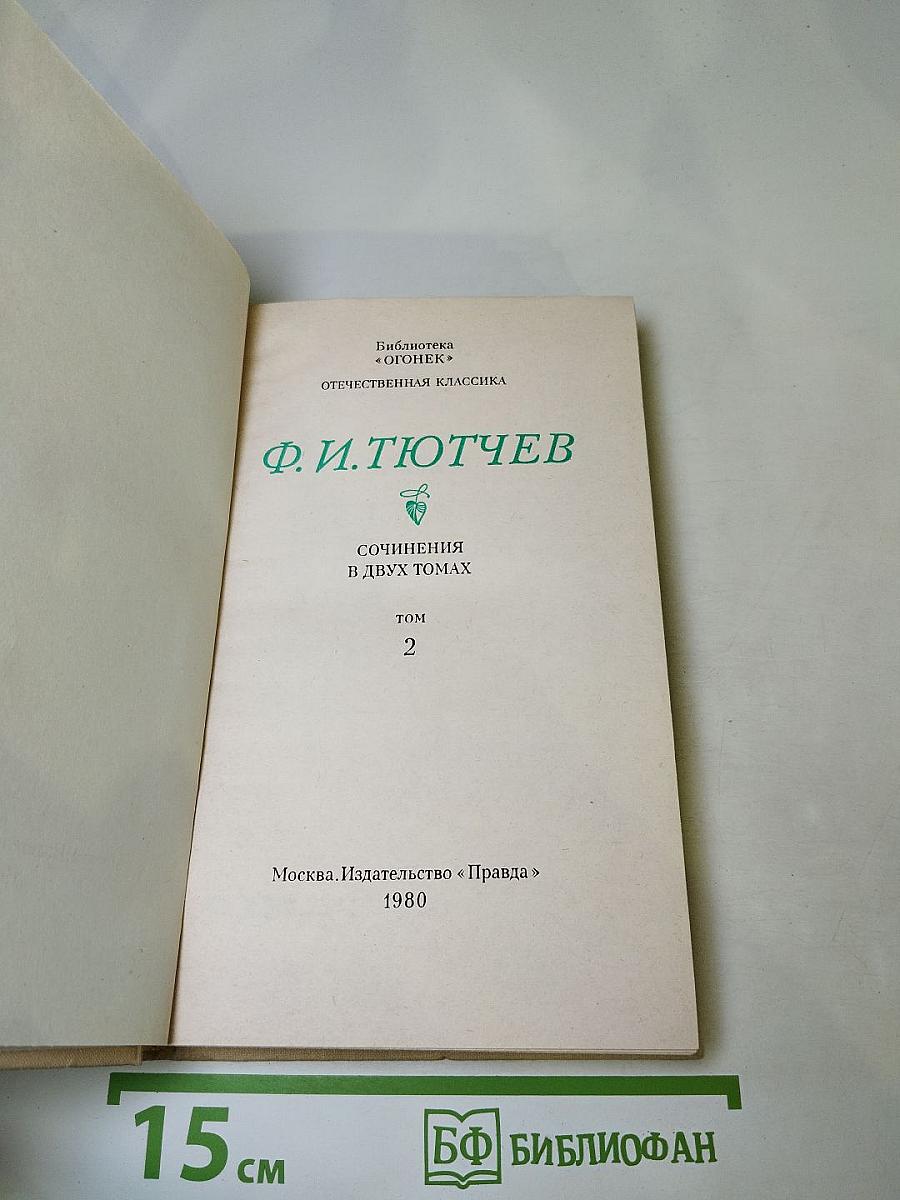 Библиотека
«ОГОНЕК»
ОТЕЧЕСТВЕННАЯ КЛАССИКА
Ф. И. ТЮТЧЕВ
СОЧИНЕНИЯ
В ДВУХ ТОМАХ
ТОМ
2
Москва. Издательство «Правда»
1980
15 см
БФ БИБЛИОФАН